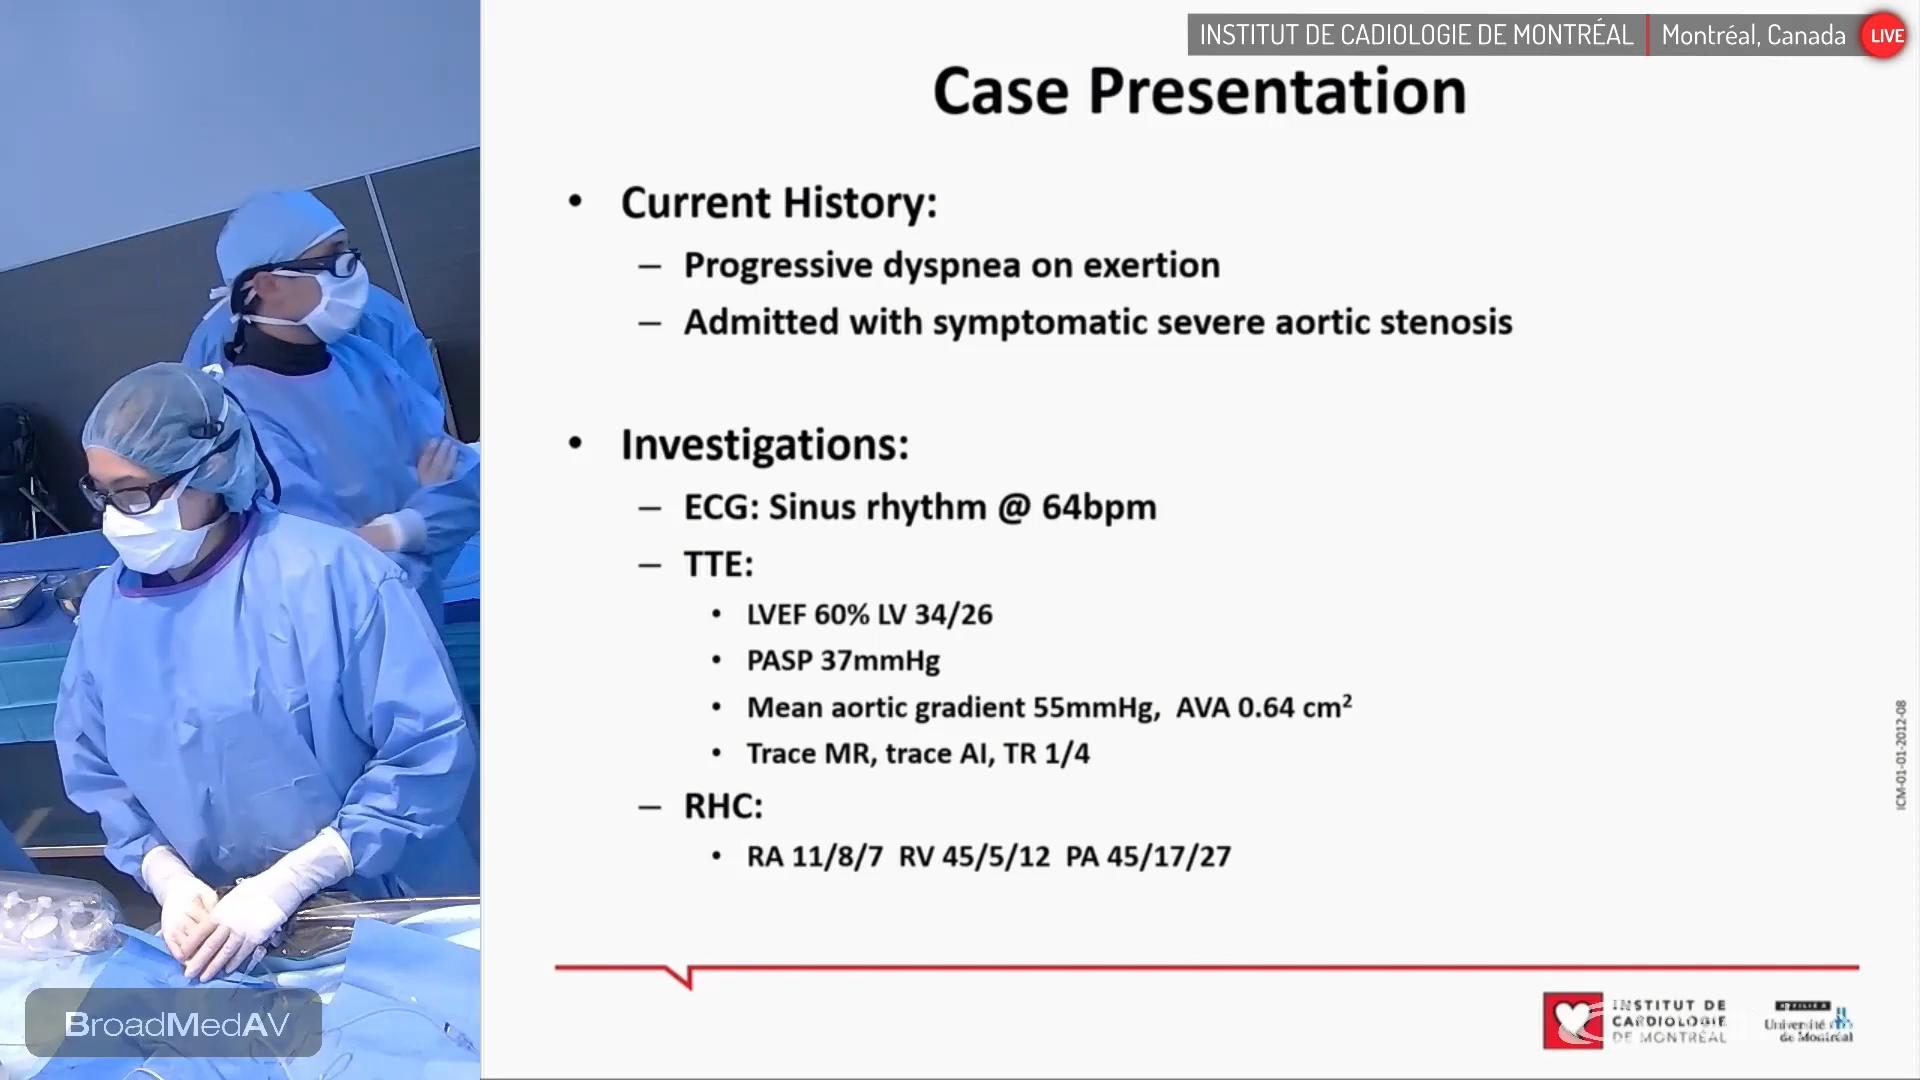 INSTITUT DE CADIOLOGIE DE MONTRÉAL | Montréal, Canada LIVE
Case Presentation
• Current History:
– Progressive dyspnea on exertion
– Admitted with symptomatic severe aortic stenosis
• Investigations:
– ECG: Sinus rhythm @ 64bpm
– TTE:
• LVEF 60% LV 34/26
• PASP 37mmHg
• Mean aortic gradient 55mmHg, AVA 0.64 cm²
• Trace MR, trace AI, TR 1/4
– RHC:
• RA 11/8/7 RV 45/5/12 PA 45/17/27
ICM-01-01-2012-08
BroadMedAV
INSTITUT DE
CARDIOLOGIE
DE MONTRÉAL
AFFILIÉ À
Université
de Montréal